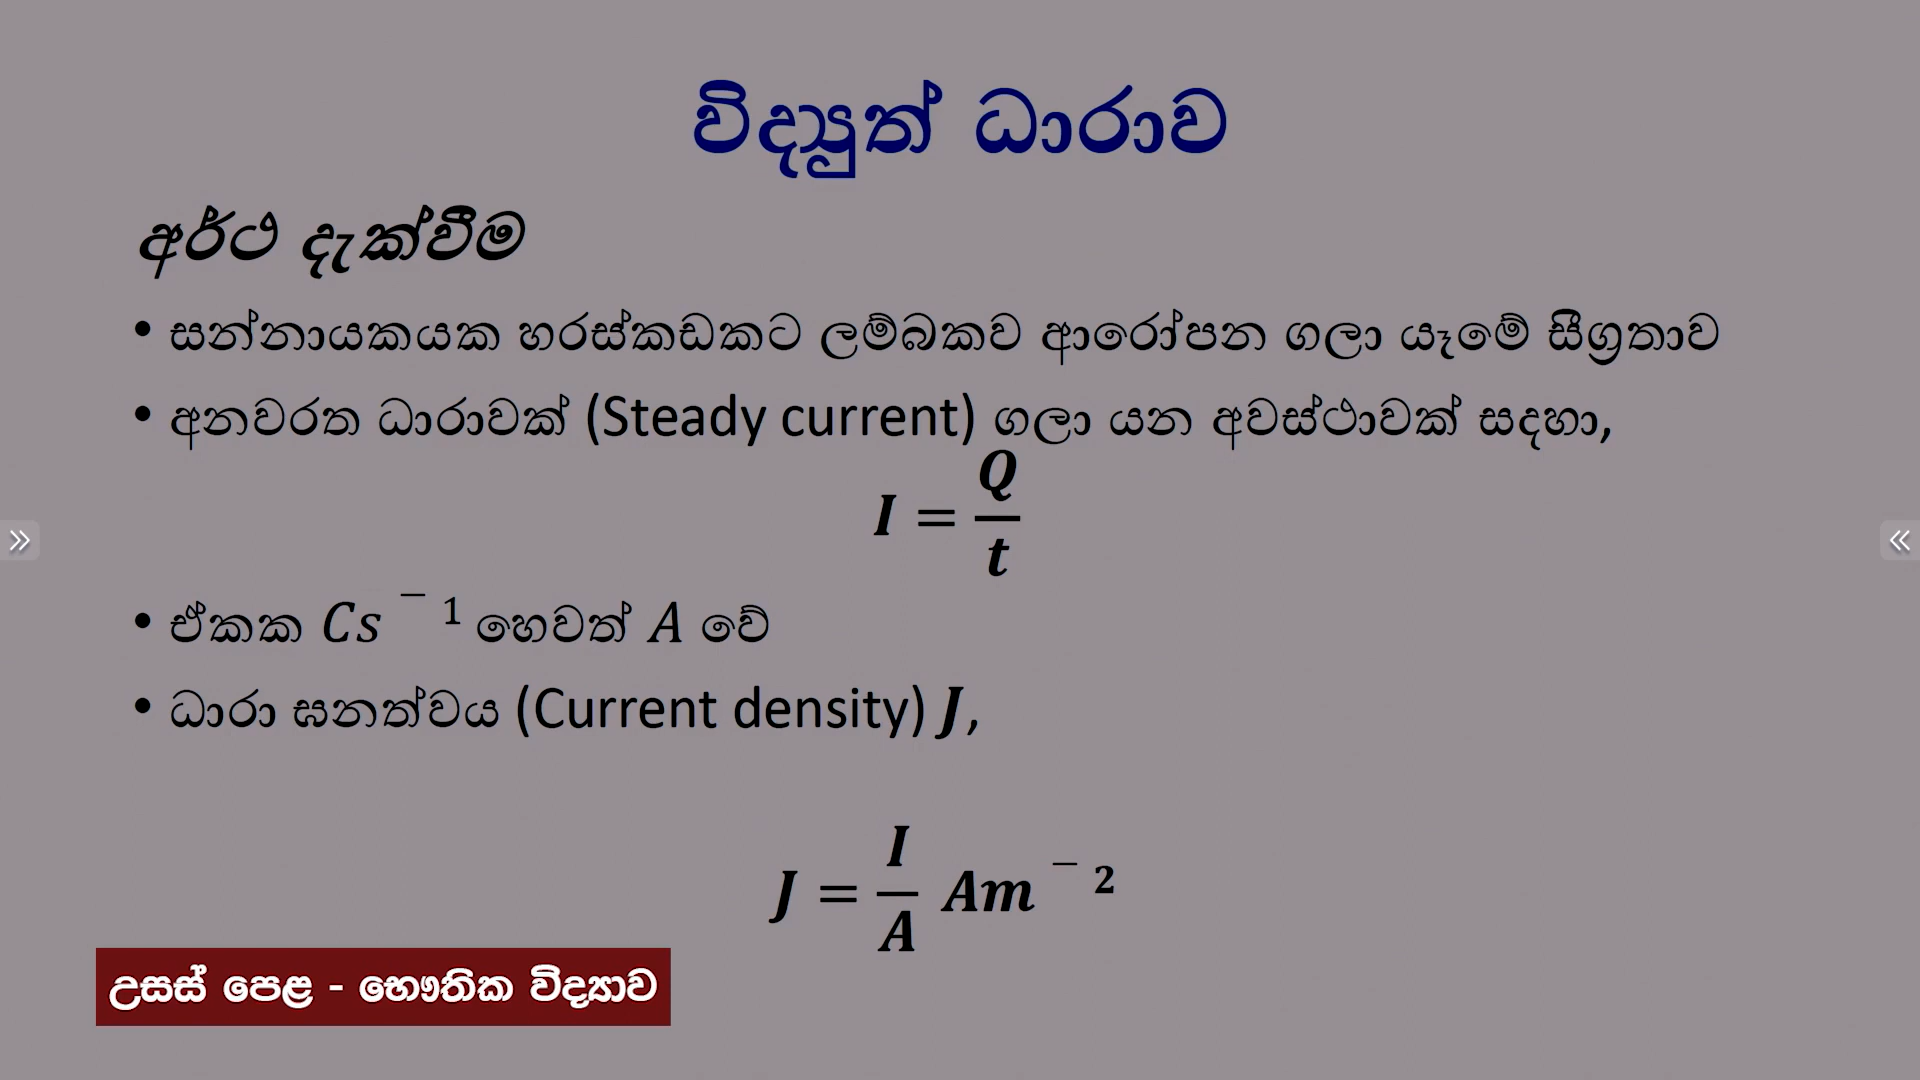 විද්‍යුත් ධාරාව
අර්ථ දැක්වීම
• සන්නායකයක හරස්කඩකට ලම්බකව ආරෝපන ගලා යෑමේ සීග්‍රතාව
• අනවරත ධාරාවක් (Steady current) ගලා යන අවස්ථාවක් සදහා,
I = Q/t
• ඒකක Cs⁻¹ හෙවත් A වේ
• ධාරා ඝනත්වය (Current density) J,
J = I/A Am⁻²
උසස් පෙළ - භෞතික විද්‍යාව